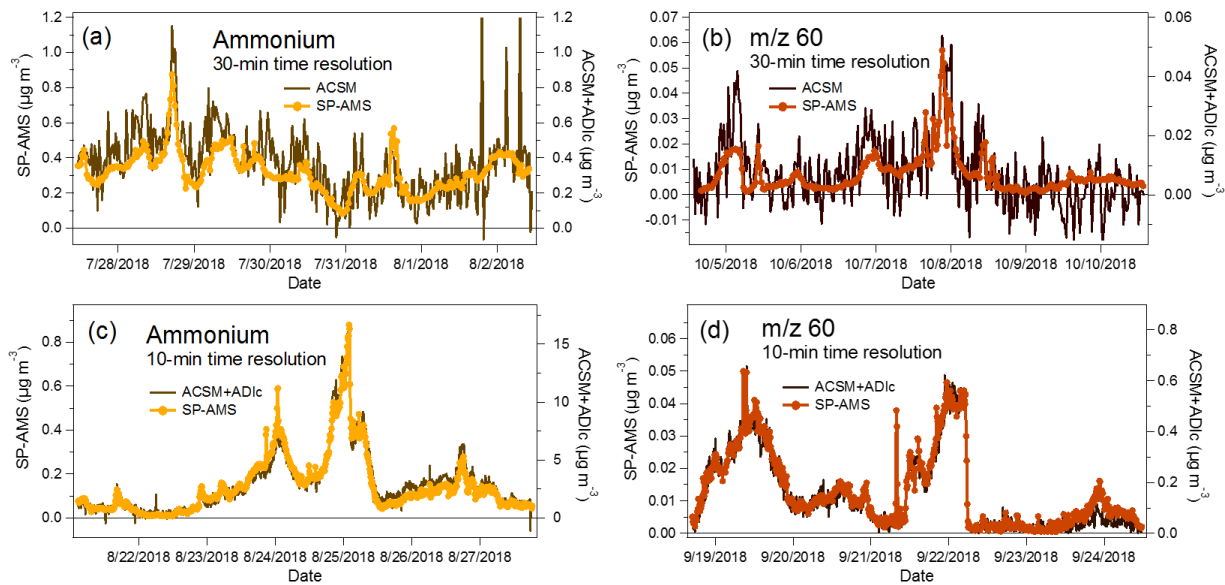 (a)
Ammonium
30-min time resolution
ACSM
SP-AMS
SP-AMS (µg m⁻³)
1.2
1.0
0.8
0.6
0.4
0.2
0.0
ACSM+ADIc (µg m⁻³)
1.2
1.0
0.8
0.6
0.4
0.2
0.0
7/28/2018 7/29/2018 7/30/2018 7/31/2018 8/1/2018 8/2/2018
Date
(b)
m/z 60
30-min time resolution
ACSM
SP-AMS
SP-AMS (µg m⁻³)
0.07
0.06
0.05
0.04
0.03
0.02
0.01
0.00
-0.01
ACSM+ADIc (µg m⁻³)
0.06
0.04
0.02
0.00
10/5/2018 10/6/2018 10/7/2018 10/8/2018 10/9/2018 10/10/2018
Date
(c)
Ammonium
10-min time resolution
ACSM+ADIc
SP-AMS
SP-AMS (µg m⁻³)
0.8
0.6
0.4
0.2
0.0
ACSM+ADIc (µg m⁻³)
15
10
5
0
8/22/2018 8/23/2018 8/24/2018 8/25/2018 8/26/2018 8/27/2018
Date
(d)
m/z 60
10-min time resolution
ACSM+ADIc
SP-AMS
SP-AMS (µg m⁻³)
0.06
0.05
0.04
0.03
0.02
0.01
0.00
ACSM+ADIc (µg m⁻³)
0.8
0.6
0.4
0.2
0.0
9/19/2018 9/20/2018 9/21/2018 9/22/2018 9/23/2018 9/24/2018
Date